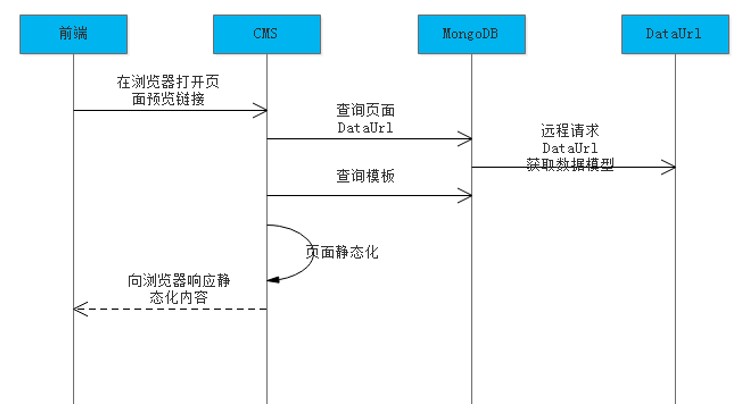 前端
CMS
MongoDB
DataUrl
在浏览器打开页
面预览链接
查询页面
DataUrl
远程请求
DataUrl
获取数据模型
查询模板
页面静态化
向浏览器响应静
态化内容